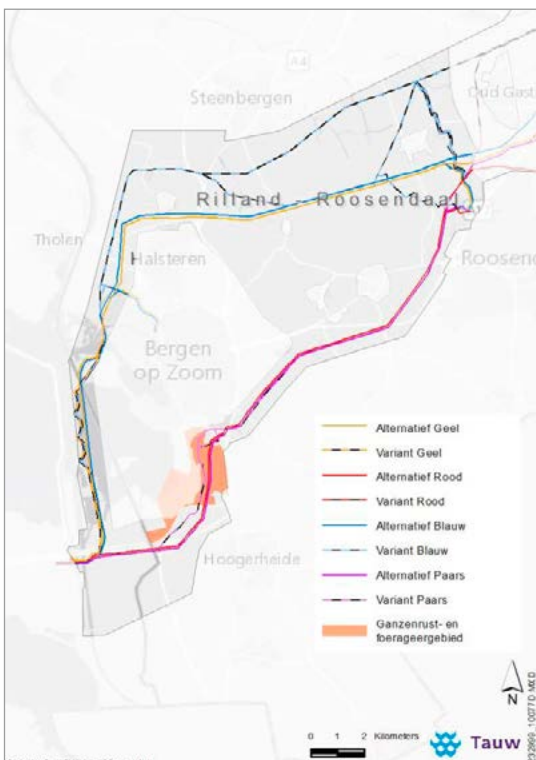 A4
Steenbergen
Oud Gast
Rilland - Roosendaal
Tholen
Halsteren
Roosend
Bergen
op Zoom
Hoogerheide
Alternatief Geel
Variant Geel
Alternatief Rood
Variant Rood
Alternatief Blauw
Variant Blauw
Alternatief Paars
Variant Paars
Ganzenrust- en
foerageergebied
N
0 1 2 Kilometers
Tauw